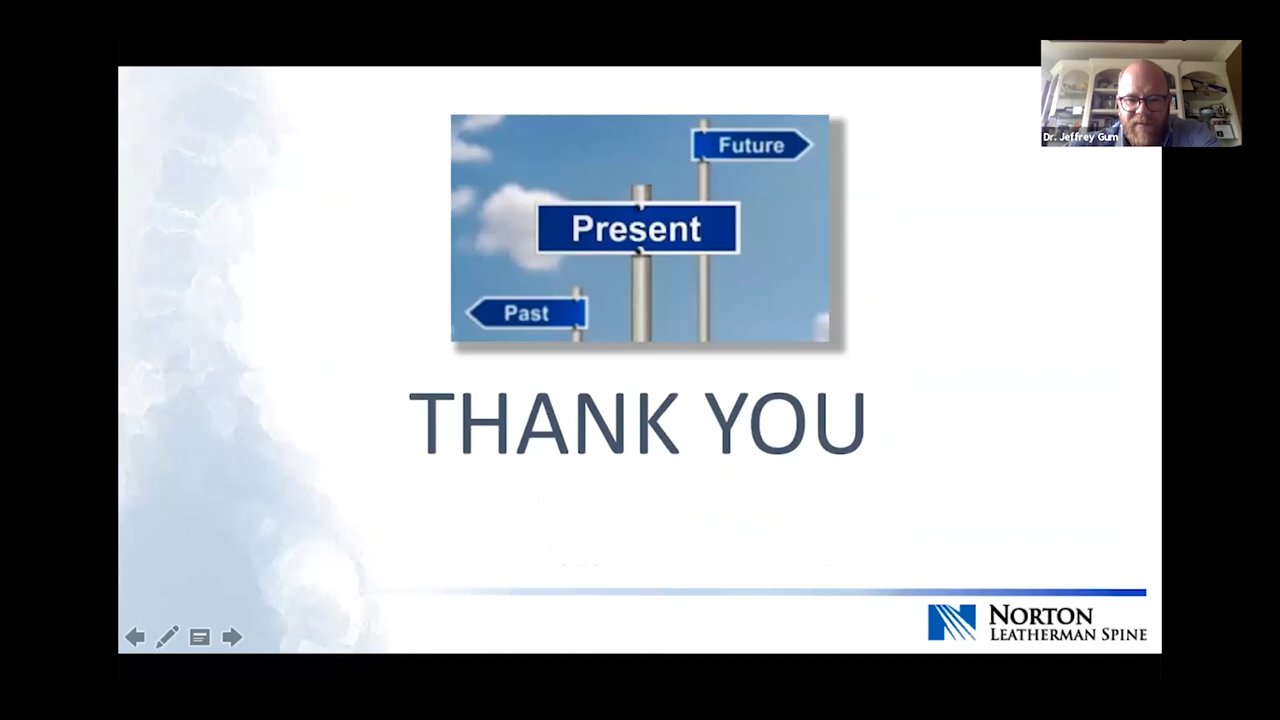 Dr. Jeffrey Gum
Future
Present
Past
THANK YOU
NORTON
LEATHERMAN SPINE